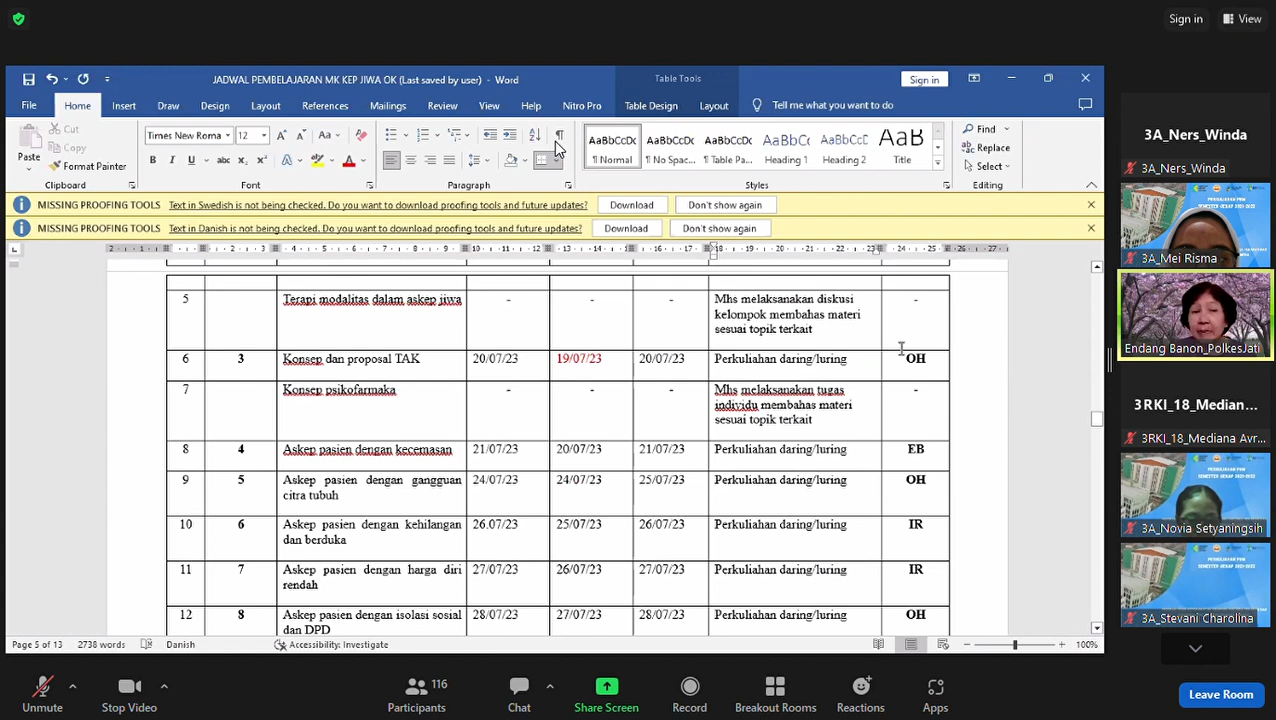 Sign in
View
JADWAL PEMBELAJARAN MK KEP JIWA OK (Last saved by user) - Word
Table Tools
Sign in
File Home Insert Draw Design Layout References Mailings Review View Help Nitro Pro Table Design Layout Tell me what you want to do
Paste
Cut
Copy
Format Painter
Clipboard
Times New Roma 12
Font
Paragraph
AaBbCcDc AaBbCcDc AaBbCcDc AaBbCcD AaBbCcD AaB
¶ Normal ¶ No Spac... ¶ Table Pa... Heading 1 Heading 2 Title
Styles
Find
Replace
Select
Editing
MISSING PROOFING TOOLS Text in Swedish is not being checked. Do you want to download proofing tools and future updates? Download Don't show again
MISSING PROOFING TOOLS Text in Danish is not being checked. Do you want to download proofing tools and future updates? Download Don't show again
5 Terapi modalitas dalam askep jiwa - - - Mhs melaksanakan diskusi -
kelompok membahas materi
sesuai topik terkait
6 3 Konsep dan proposal TAK 20/07/23 19/07/23 20/07/23 Perkuliahan daring/luring OH
7 Konsep psikofarmaka - - - Mhs melaksanakan tugas -
individu membahas materi
sesuai topik terkait
8 4 Askep pasien dengan kecemasan 21/07/23 20/07/23 21/07/23 Perkuliahan daring/luring EB
9 5 Askep pasien dengan gangguan 24/07/23 24/07/23 25/07/23 Perkuliahan daring/luring OH
citra tubuh
10 6 Askep pasien dengan kehilangan 26.07/23 25/07/23 26/07/23 Perkuliahan daring/luring IR
dan berduka
11 7 Askep pasien dengan harga diri 27/07/23 26/07/23 27/07/23 Perkuliahan daring/luring IR
rendah
12 8 Askep pasien dengan isolasi sosial 28/07/23 27/07/23 28/07/23 Perkuliahan daring/luring OH
dan DPD
Page 5 of 13 2738 words Danish Accessibility: Investigate 100%
3A_Ners_Winda
3A_Ners_Winda
3A_Mei Risma
Endang Banon_PolkesJati
3RKI_18_Median...
3RKI_18_Mediana Avr...
3A_Novia Setyaningsih
3A_Stevani Charolina
Unmute
Stop Video
116
Participants
Chat
Share Screen
Record
Breakout Rooms
Reactions
Apps
Leave Room